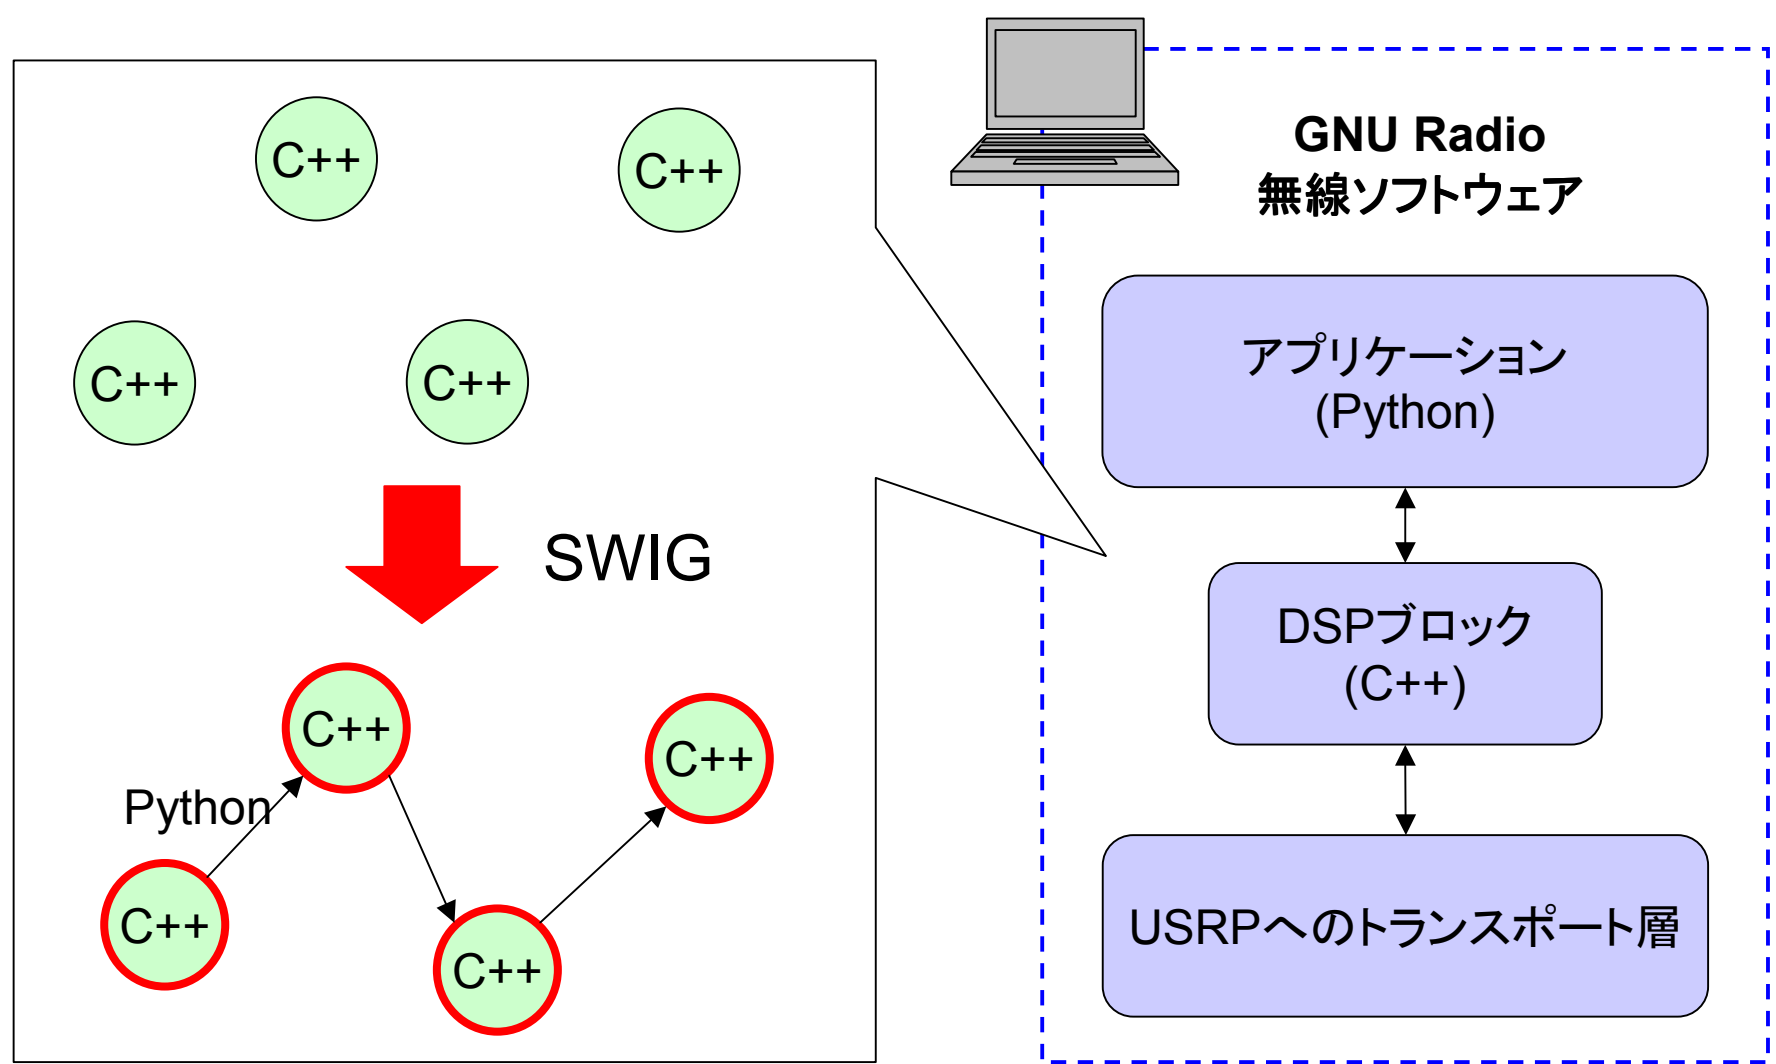 C++
C++
C++
C++
SWIG
C++
C++
Python
C++
C++
GNU Radio
無線ソフトウェア
アプリケーション
(Python)
DSPブロック
(C++)
USRPへのトランスポート層